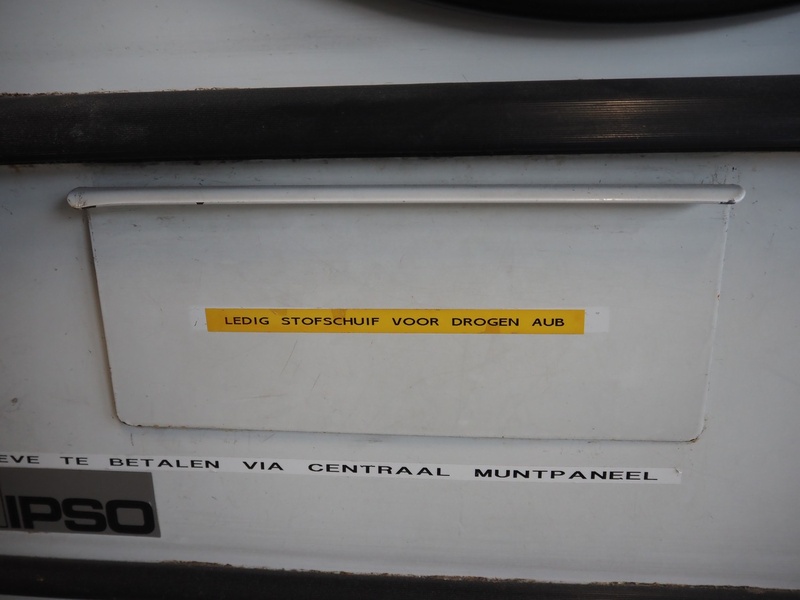 LEDIG STOFSCHUIF VOOR DROGEN AUB
TE BETALEN VIA CENTRAAL MUNTPANEEL
IPSO